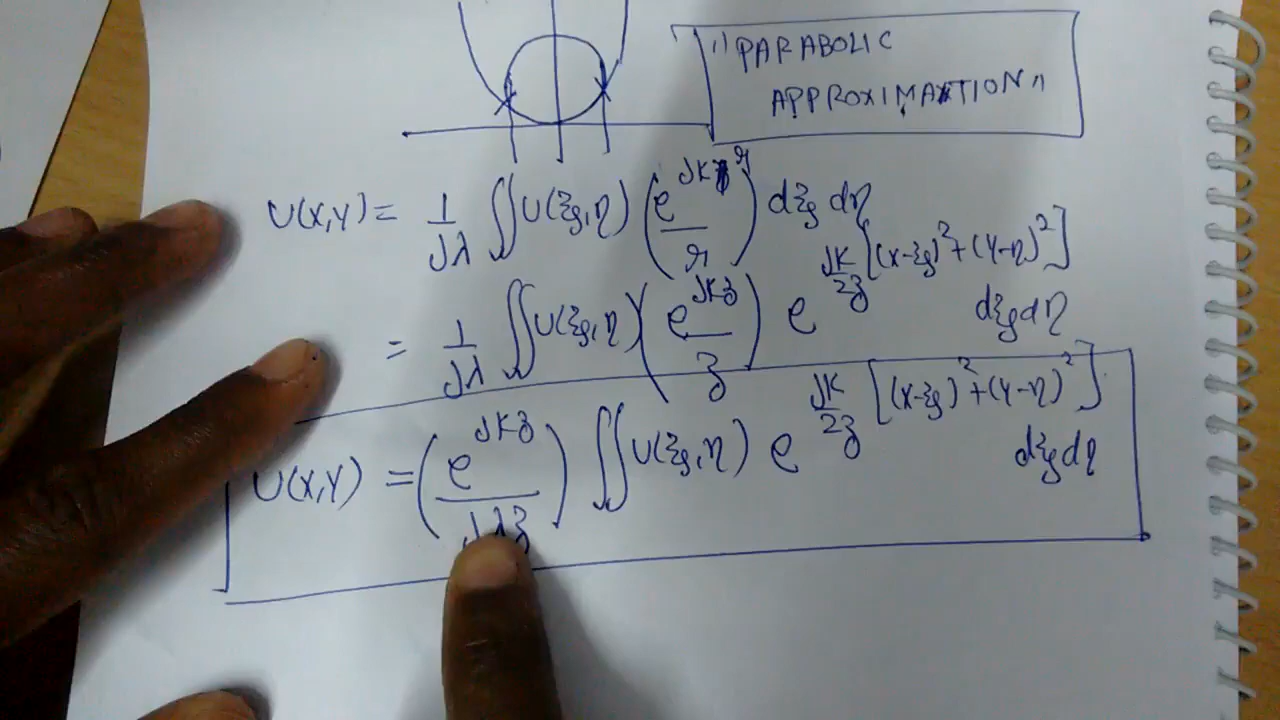 "PARABOLIC
APPROXIMATION"
U(x,y) = 1/jλ ∬ U(ξ,η) (e^{jkr}/r) dξ dη
= 1/jλ ∬ U(ξ,η) (e^{jkz}/z) e^{jk/2z [(x-ξ)²+(y-η)²]} dξ dη
U(x,y) = (e^{jkz}/jλz) ∬ U(ξ,η) e^{jk/2z [(x-ξ)²+(y-η)²]} dξ dη